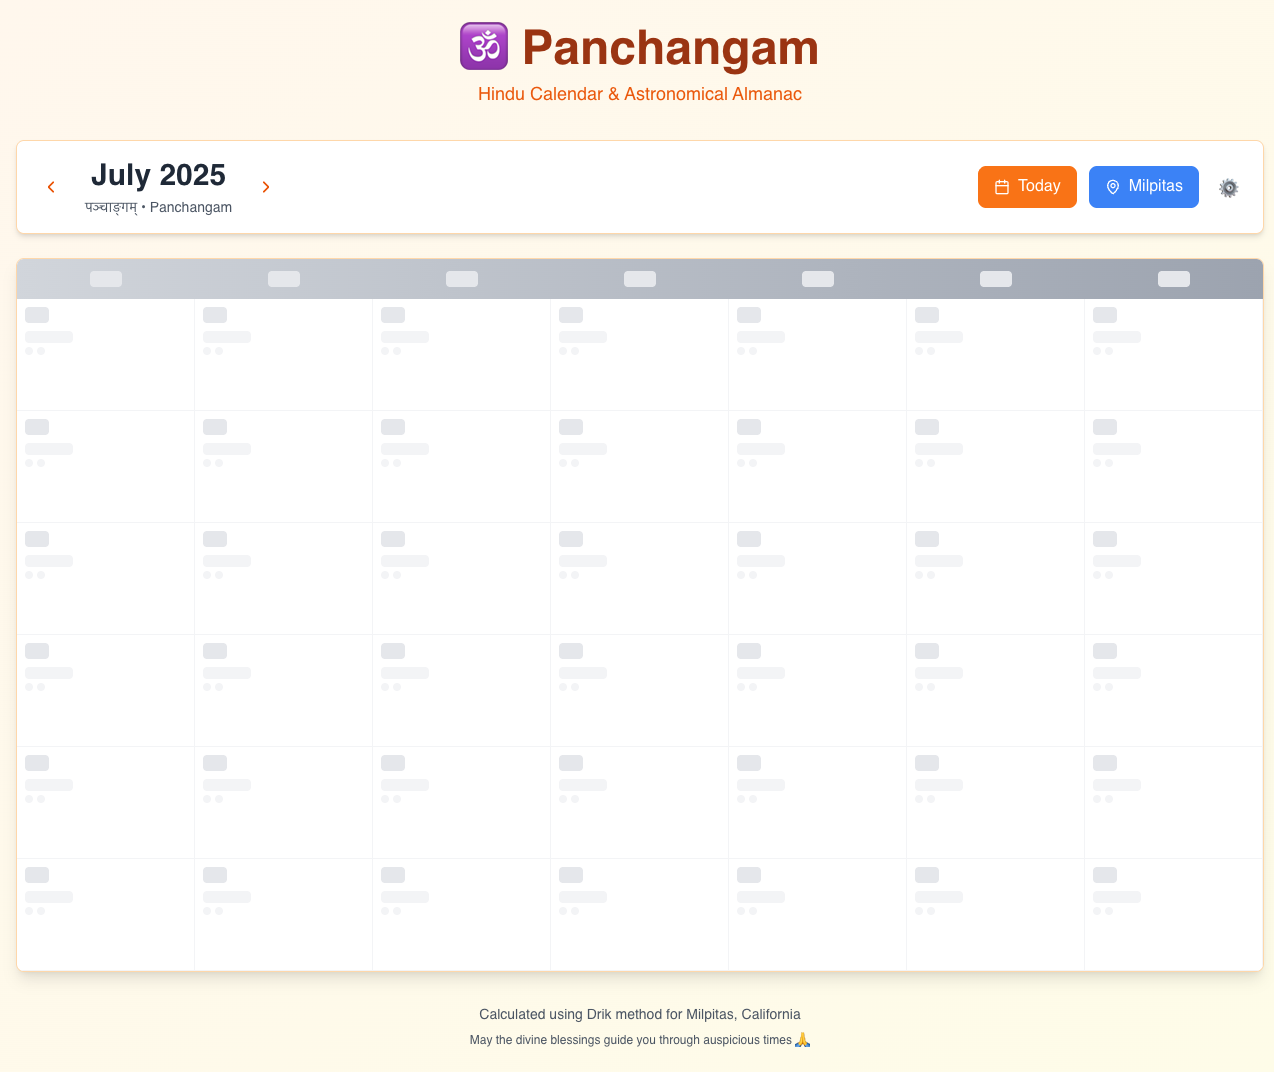 🕉️ Panchangam
Hindu Calendar & Astronomical Almanac
July 2025
पञ्चाङ्गम् • Panchangam
Today
Milpitas
Calculated using Drik method for Milpitas, California
May the divine blessings guide you through auspicious times 🙏